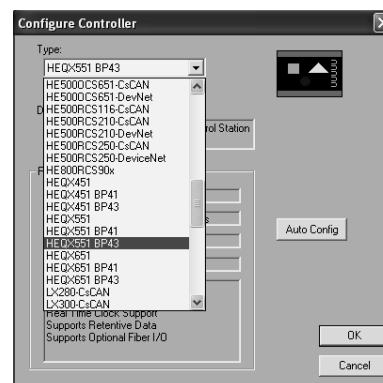 Configure Controller
Type:
HEQX551 BP43
HE500OCS651-CsCAN
HE500OCS651-DevNet
HE500RCS116-CsCAN
HE500RCS210-CsCAN
HE500RCS210-DevNet
HE500RCS250-CsCAN
HE500RCS250-DeviceNet
HE800RCS90x
HEQX451
HEQX451 BP41
HEQX451 BP43
HEQX551
HEQX551 BP41
HEQX551 BP43
HEQX651
HEQX651 BP41
HEQX651 BP43
LX280-CsCAN
LX300-CsCAN
D
rol Station
F
s
Auto Config
Real Time Clock Support
Supports Retentive Data
Supports Optional Fiber I/O
OK
Cancel